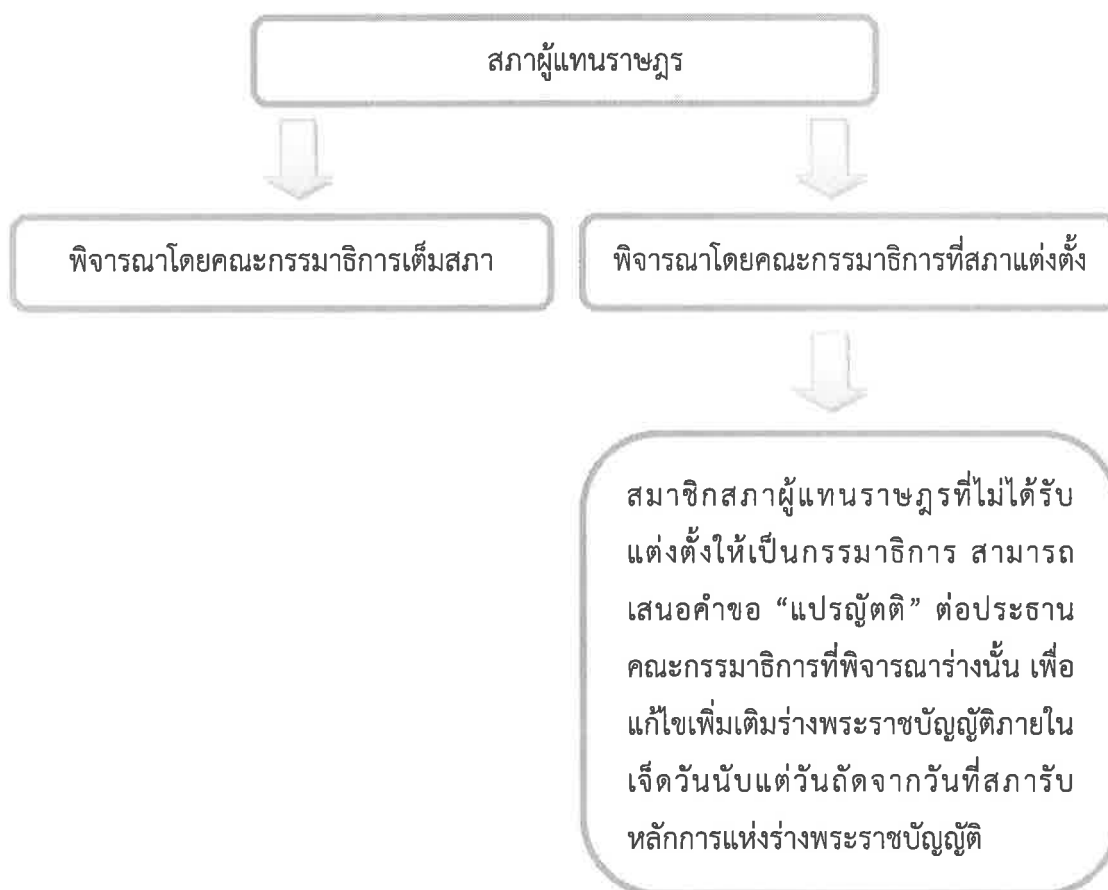 สภาผู้แทนราษฎร
พิจารณาโดยคณะกรรมาธิการเต็มสภา
พิจารณาโดยคณะกรรมาธิการที่สภาแต่งตั้ง
สมาชิกสภาผู้แทนราษฎรที่ไม่ได้รับ
แต่งตั้งให้เป็นกรรมาธิการ สามารถ
เสนอคำขอ “แปรญัตติ” ต่อประธาน
คณะกรรมาธิการที่พิจารณาร่างนั้น เพื่อ
แก้ไขเพิ่มเติมร่างพระราชบัญญัติภายใน
เจ็ดวันนับแต่วันถัดจากวันที่สภารับ
หลักการแห่งร่างพระราชบัญญัติ